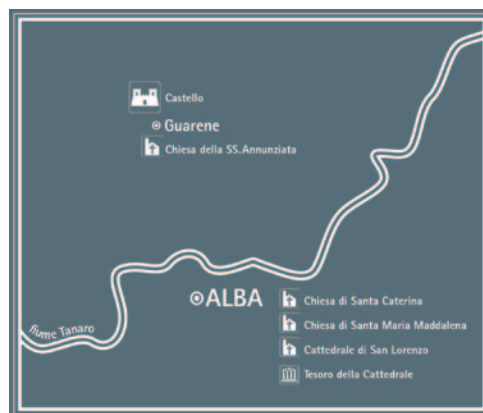 Castello
Guarene
Chiesa della SS. Annunziata
ALBA
Chiesa di Santa Caterina
Chiesa di Santa Maria Maddalena
Cattedrale di San Lorenzo
Tesoro della Cattedrale
fiume Tanaro